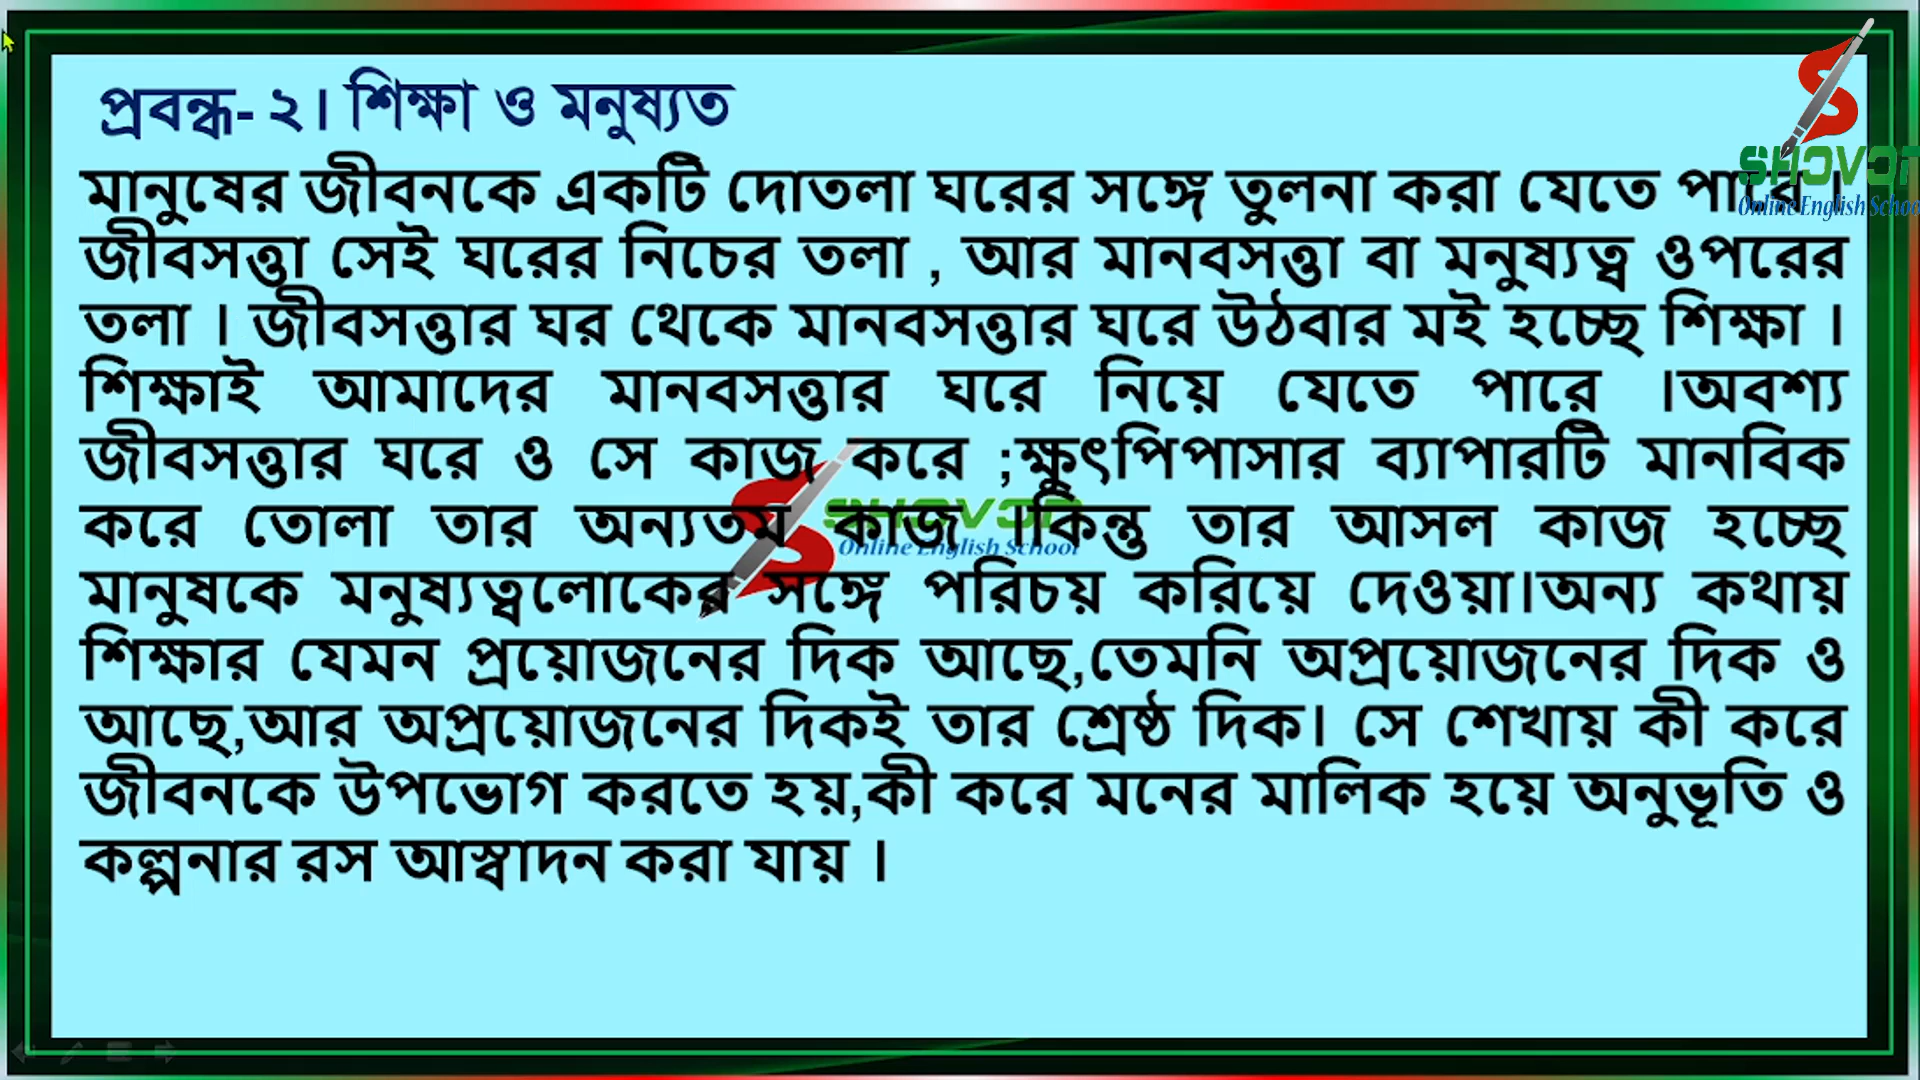 প্রবন্ধ- ২। শিক্ষা ও মনুষ্যত
মানুষের জীবনকে একটি দোতলা ঘরের সঙ্গে তুলনা করা যেতে পারে ।
জীবসত্তা সেই ঘরের নিচের তলা , আর মানবসত্তা বা মনুষ্যত্ব ওপরের
তলা । জীবসত্তার ঘর থেকে মানবসত্তার ঘরে উঠবার মই হচ্ছে শিক্ষা ।
শিক্ষাই আমাদের মানবসত্তার ঘরে নিয়ে যেতে পারে ।অবশ্য
জীবসত্তার ঘরে ও সে কাজ করে ;ক্ষুৎপিপাসার ব্যাপারটি মানবিক
করে তোলা তার অন্যতম কাজ ।কিন্তু তার আসল কাজ হচ্ছে
মানুষকে মনুষ্যত্বলোকের সঙ্গে পরিচয় করিয়ে দেওয়া।অন্য কথায়
শিক্ষার যেমন প্রয়োজনের দিক আছে,তেমনি অপ্রয়োজনের দিক ও
আছে,আর অপ্রয়োজনের দিকই তার শ্রেষ্ঠ দিক। সে শেখায় কী করে
জীবনকে উপভোগ করতে হয়,কী করে মনের মালিক হয়ে অনুভূতি ও
কল্পনার রস আস্বাদন করা যায় ।
SHOVON
Online English School
SHOVON
Online English School